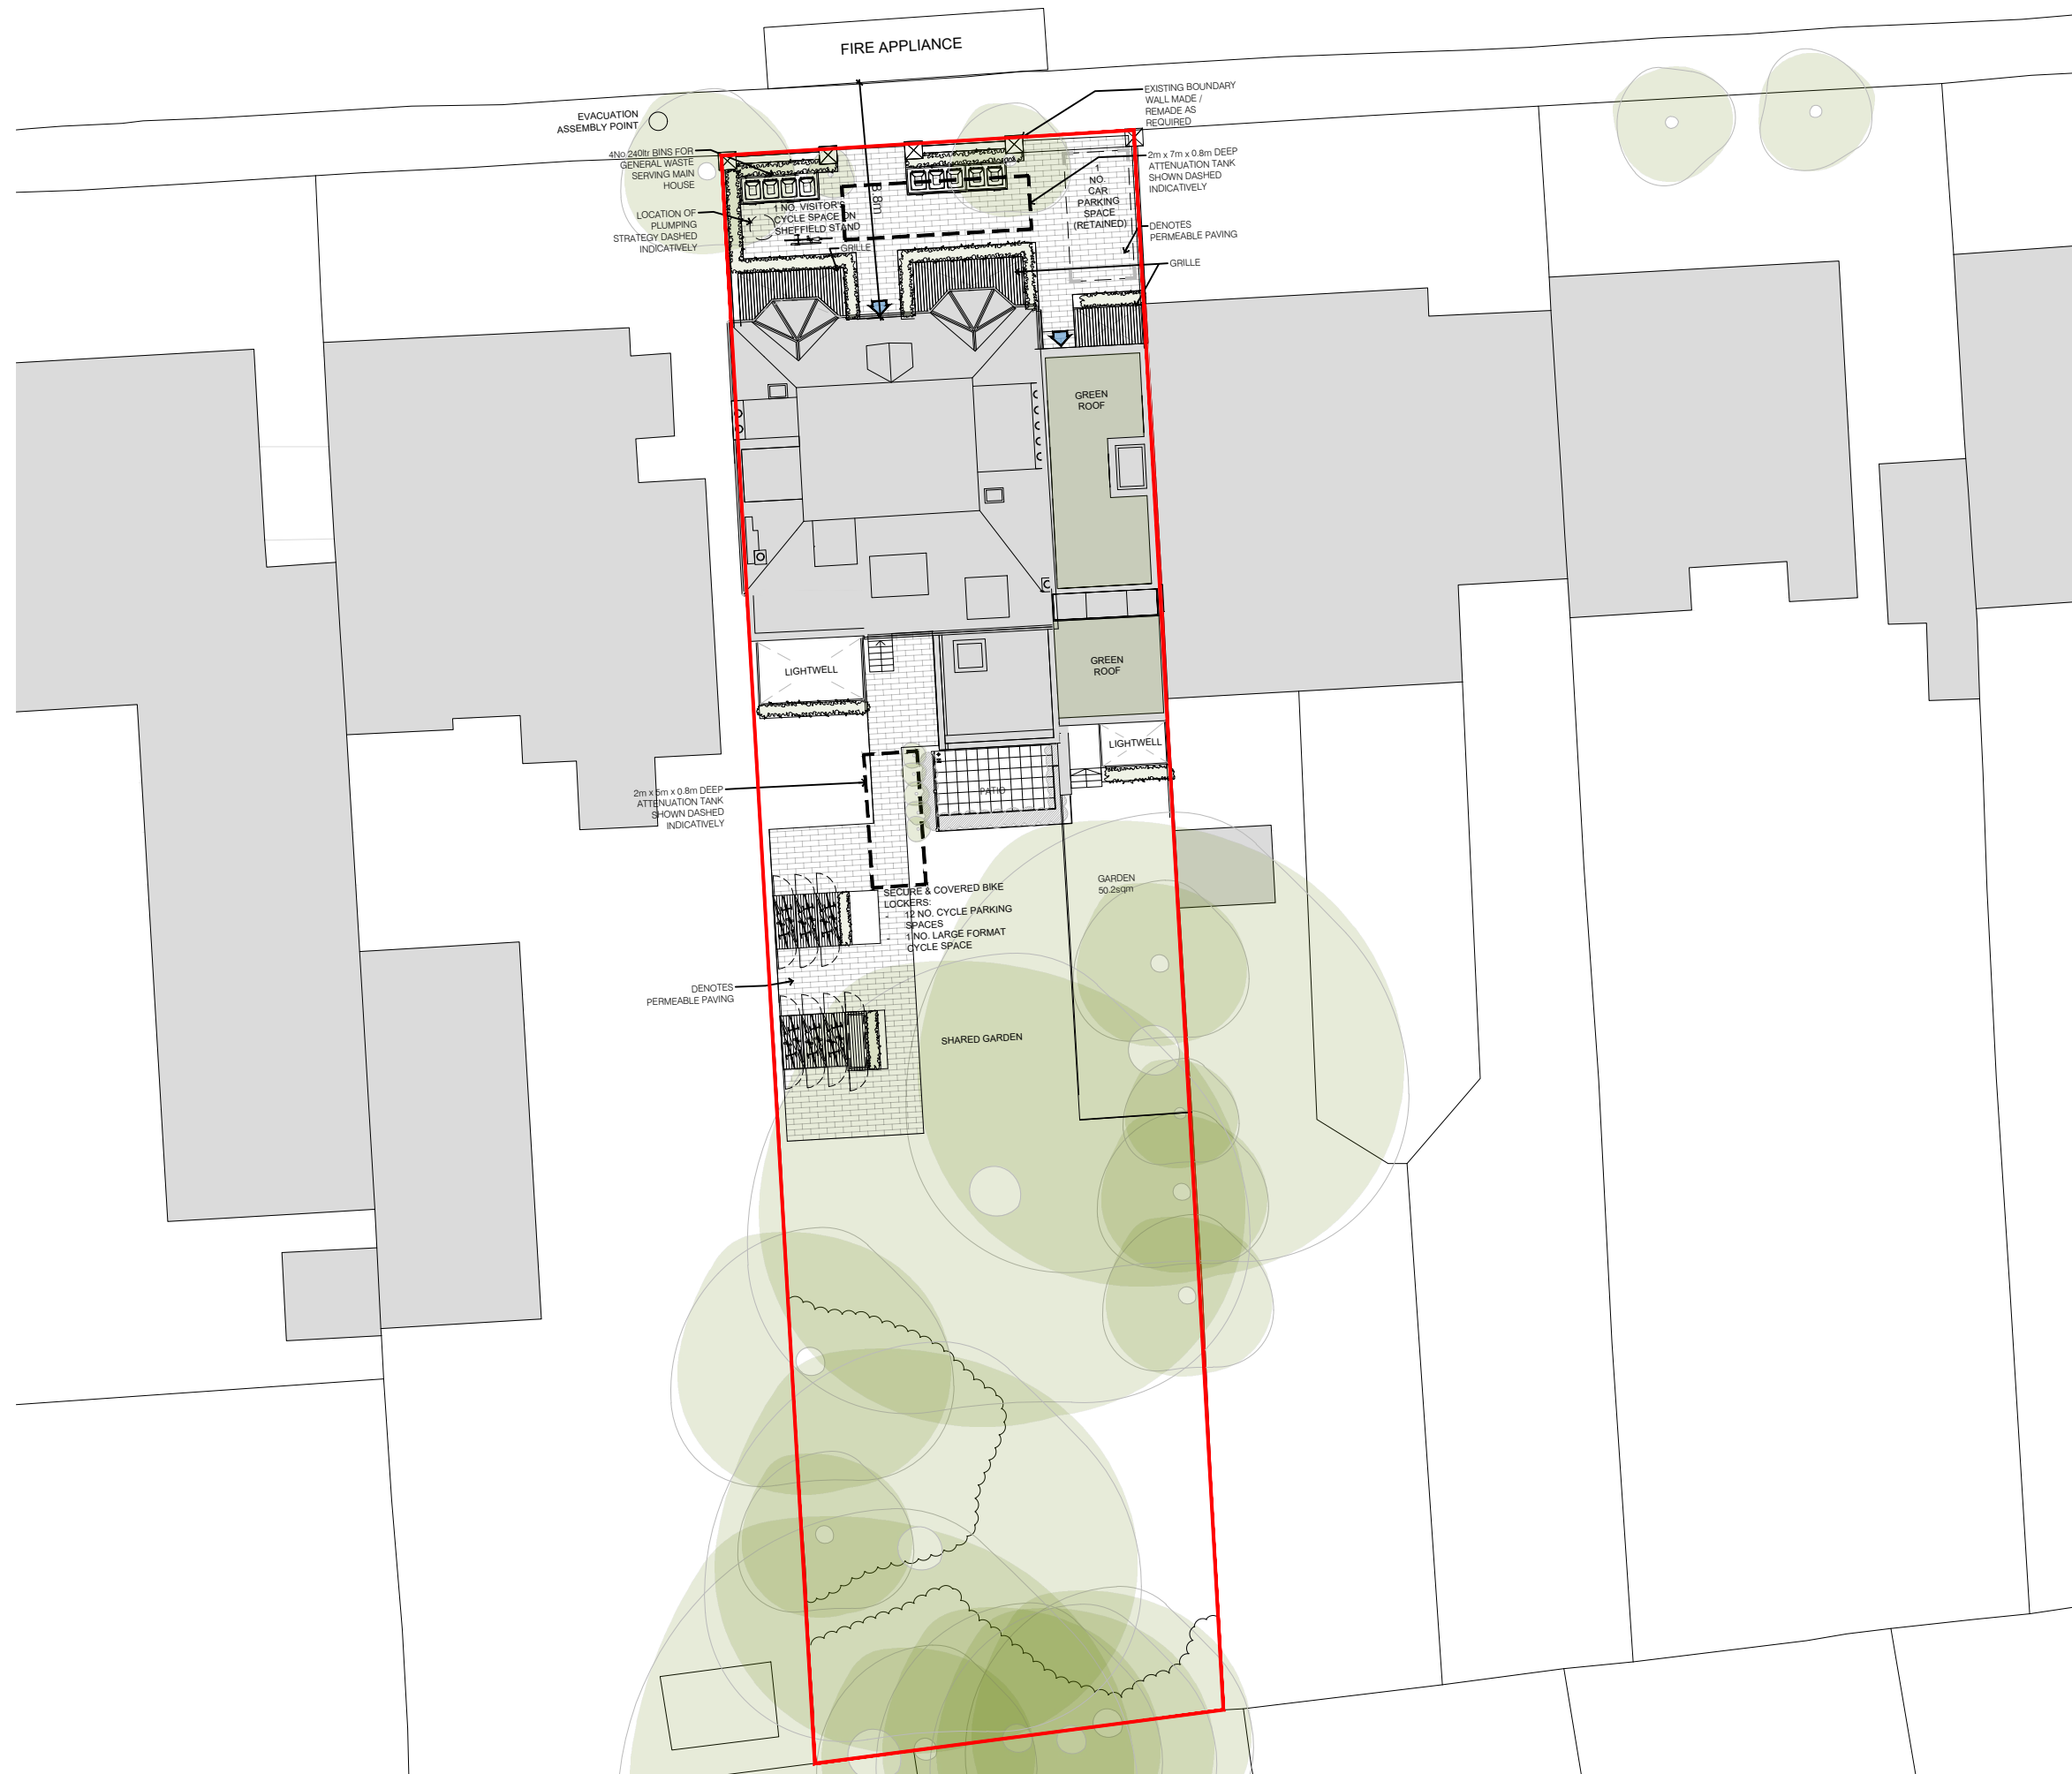 FIRE APPLIANCE
EVACUATION
ASSEMBLY POINT
EXISTING BOUNDARY
WALL MADE /
REMADE AS
REQUIRED
4No.240ltr BINS FOR
GENERAL WASTE
SERVING MAIN
HOUSE
2m x 7m x 0.8m DEEP
ATTENUATION TANK
SHOWN DASHED
INDICATIVELY
1
NO.
CAR
PARKING
SPACE
(RETAINED)
8.8m
1 NO. VISITOR'S
CYCLE SPACE ON
SHEFFIELD STAND
LOCATION OF
PLUMPING
STRATEGY DASHED
INDICATIVELY
DENOTES
PERMEABLE PAVING
GRILLE
GRILLE
GREEN
ROOF
GREEN
ROOF
LIGHTWELL
LIGHTWELL
PATIO
2m x 5m x 0.8m DEEP
ATTENUATION TANK
SHOWN DASHED
INDICATIVELY
GARDEN
50.2sqm
SECURE & COVERED BIKE
LOCKERS:
- 12 NO. CYCLE PARKING
SPACES
- 1 NO. LARGE FORMAT
CYCLE SPACE
DENOTES
PERMEABLE PAVING
SHARED GARDEN